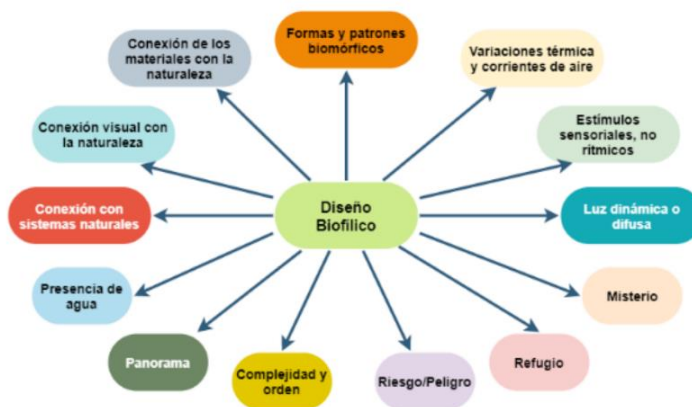 Formas y patrones
biomórficos
Conexión de los
materiales con la
naturaleza
Variaciones térmica
y corrientes de aire
Conexión visual con
la naturaleza
Estímulos
sensoriales, no
rítmicos
Conexión con
sistemas naturales
Diseño
Biofílico
Luz dinámica o
difusa
Presencia de
agua
Misterio
Panorama
Complejidad y
orden
Riesgo/Peligro
Refugio